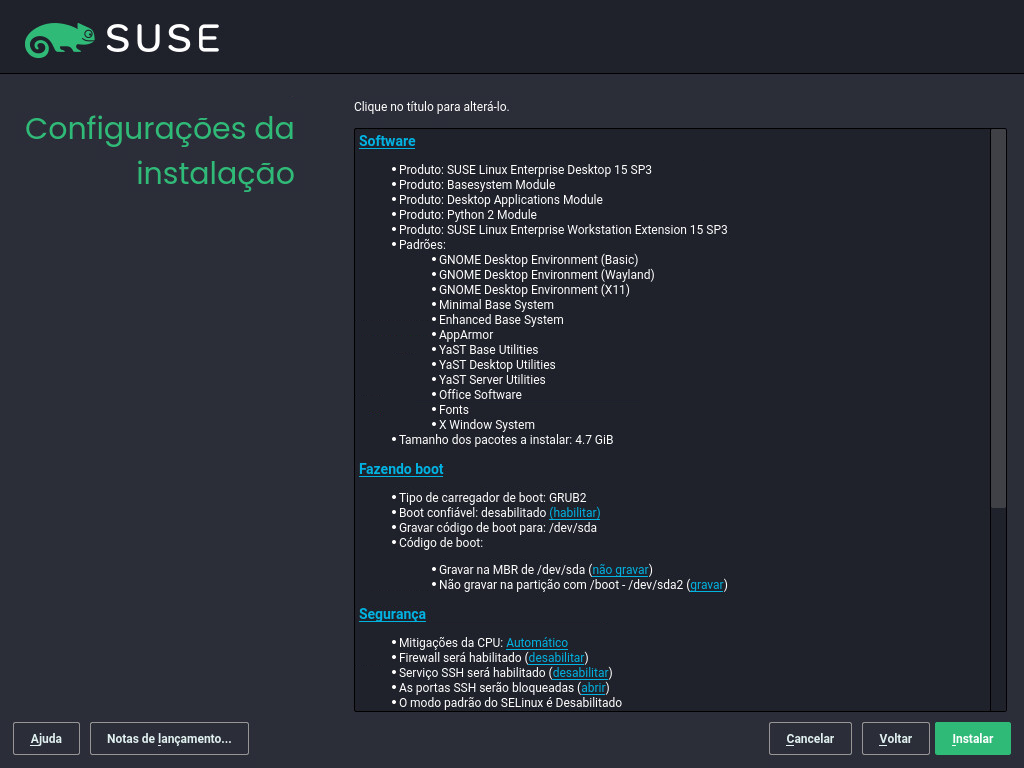 SUSE
Configurações da
instalação
Clique no título para alterá-lo.
Software
• Produto: SUSE Linux Enterprise Desktop 15 SP3
• Produto: Basesystem Module
• Produto: Desktop Applications Module
• Produto: Python 2 Module
• Produto: SUSE Linux Enterprise Workstation Extension 15 SP3
• Padrões:
• GNOME Desktop Environment (Basic)
• GNOME Desktop Environment (Wayland)
• GNOME Desktop Environment (X11)
• Minimal Base System
• Enhanced Base System
• AppArmor
• YaST Base Utilities
• YaST Desktop Utilities
• YaST Server Utilities
• Office Software
• Fonts
• X Window System
• Tamanho dos pacotes a instalar: 4.7 GiB
Fazendo boot
• Tipo de carregador de boot: GRUB2
• Boot confiável: desabilitado (habilitar)
• Gravar código de boot para: /dev/sda
• Código de boot:
• Gravar na MBR de /dev/sda (não gravar)
• Não gravar na partição com /boot - /dev/sda2 (gravar)
Segurança
• Mitigações da CPU: Automático
• Firewall será habilitado (desabilitar)
• Serviço SSH será habilitado (desabilitar)
• As portas SSH serão bloqueadas (abrir)
• O modo padrão do SELinux é Desabilitado
Ajuda
Notas de lançamento...
Cancelar
Voltar
Instalar